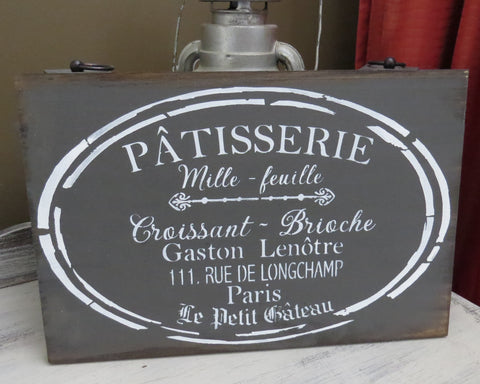 PÂTISSERIE
Mille - feuille
Croissant ~ Brioche
Gaston Lenôtre
111. RUE DE LONGCHAMP
Paris
Le Petit Gâteau